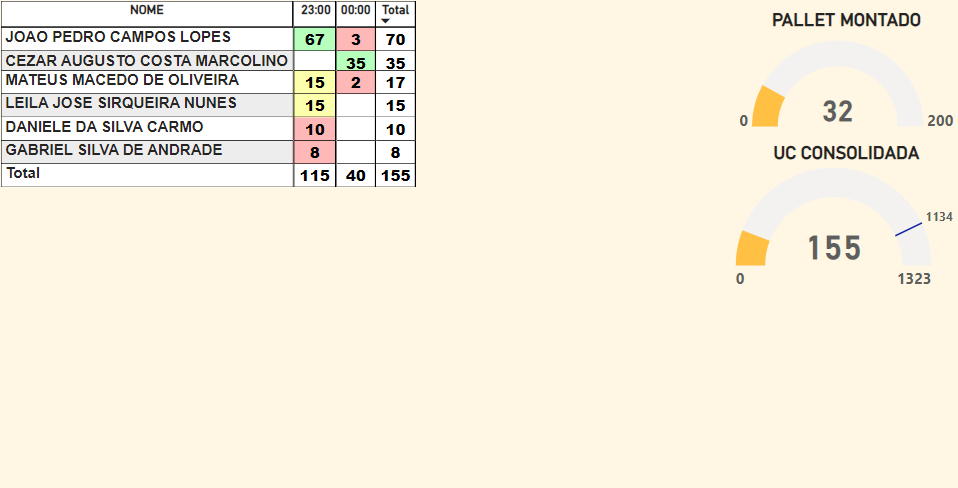 NOME 23:00 00:00 Total
JOAO PEDRO CAMPOS LOPES 67 3 70
CEZAR AUGUSTO COSTA MARCOLINO 35 35
MATEUS MACEDO DE OLIVEIRA 15 2 17
LEILA JOSE SIRQUEIRA NUNES 15 15
DANIELE DA SILVA CARMO 10 10
GABRIEL SILVA DE ANDRADE 8 8
Total 115 40 155
PALLET MONTADO
32
0 200
UC CONSOLIDADA
1134
155
0 1323